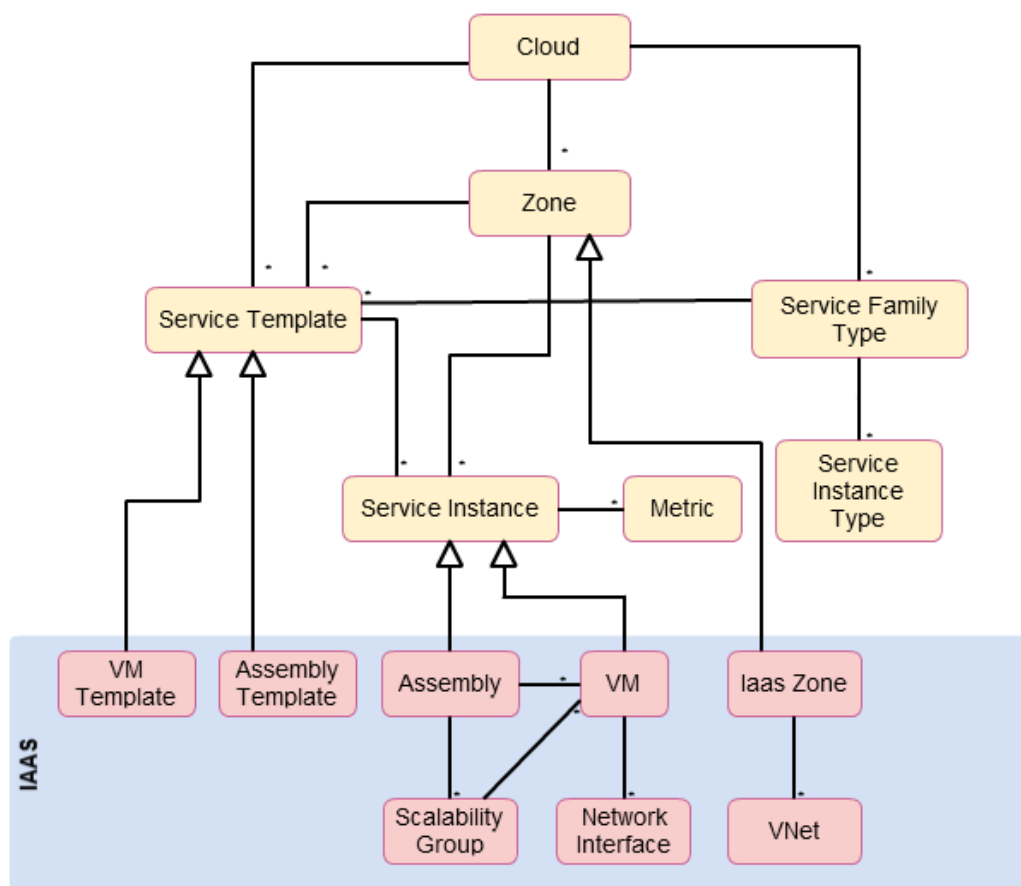 Cloud
*
Zone
*
*
*
*
Service Template
Service Family
Type
*
*
*
Service Instance
*
Metric
Service
Instance
Type
VM
Template
Assembly
Template
Assembly
*
VM
*
Iaas Zone
IAAS
*
*
*
Scalability
Group
Network
Interface
VNet